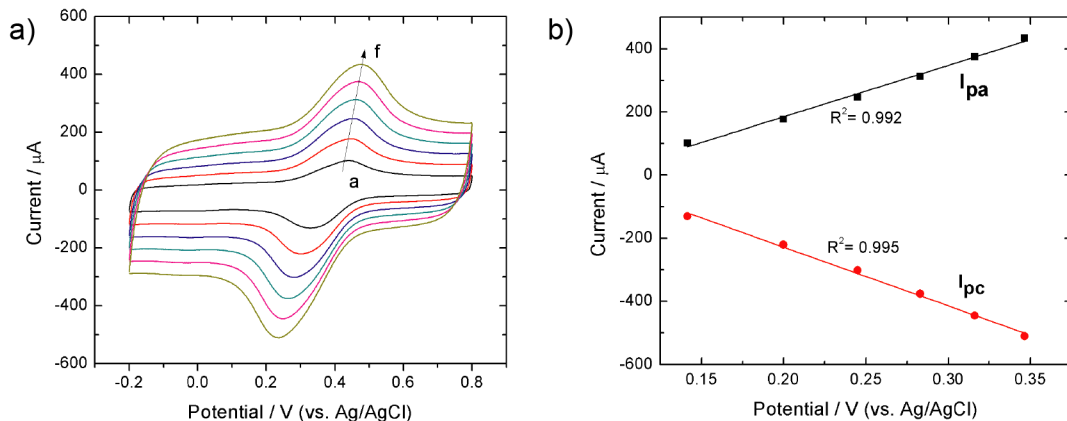 a)
600
400
200
0
-200
-400
-600
-0.2 0.0 0.2 0.4 0.6 0.8
Current / μA
Potential / V (vs. Ag/AgCl)
f
a
b)
400
200
0
-200
-400
-600
0.15 0.20 0.25 0.30 0.35
Current / μA
Potential / V (vs. Ag/AgCl)
Ipa
R²= 0.992
R²= 0.995
Ipc